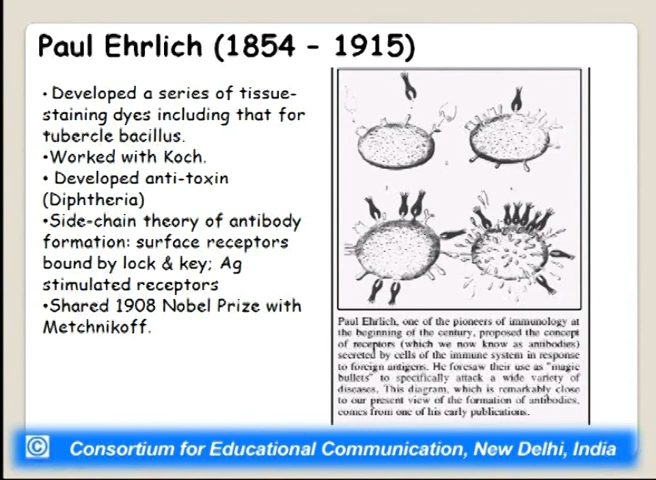 Paul Ehrlich (1854 – 1915)
• Developed a series of tissue-
staining dyes including that for
tubercle bacillus.
•Worked with Koch.
• Developed anti-toxin
(Diphtheria)
•Side-chain theory of antibody
formation: surface receptors
bound by lock & key; Ag
stimulated receptors
•Shared 1908 Nobel Prize with
Metchnikoff.
Paul Ehrlich, one of the pioneers of immunology at
the beginning of the century, proposed the concept
of receptors (which we now know as antibodies)
secreted by cells of the immune system in response
to foreign antigens. He foresaw their use as "magic
bullets" to specifically attack a wide variety of
diseases. This diagram, which is remarkably close
to our present view of the formation of antibodies,
comes from one of his early publications.
© Consortium for Educational Communication, New Delhi, India